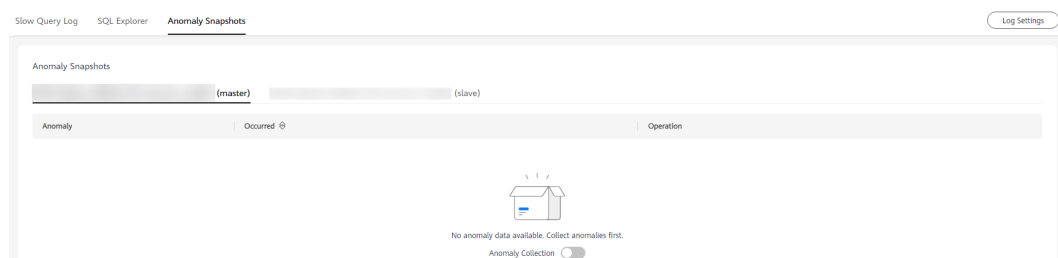 Slow Query Log SQL Explorer Anomaly Snapshots Log Settings
Anomaly Snapshots
(master) (slave)
Anomaly Occurred Operation
No anomaly data available. Collect anomalies first.
Anomaly Collection